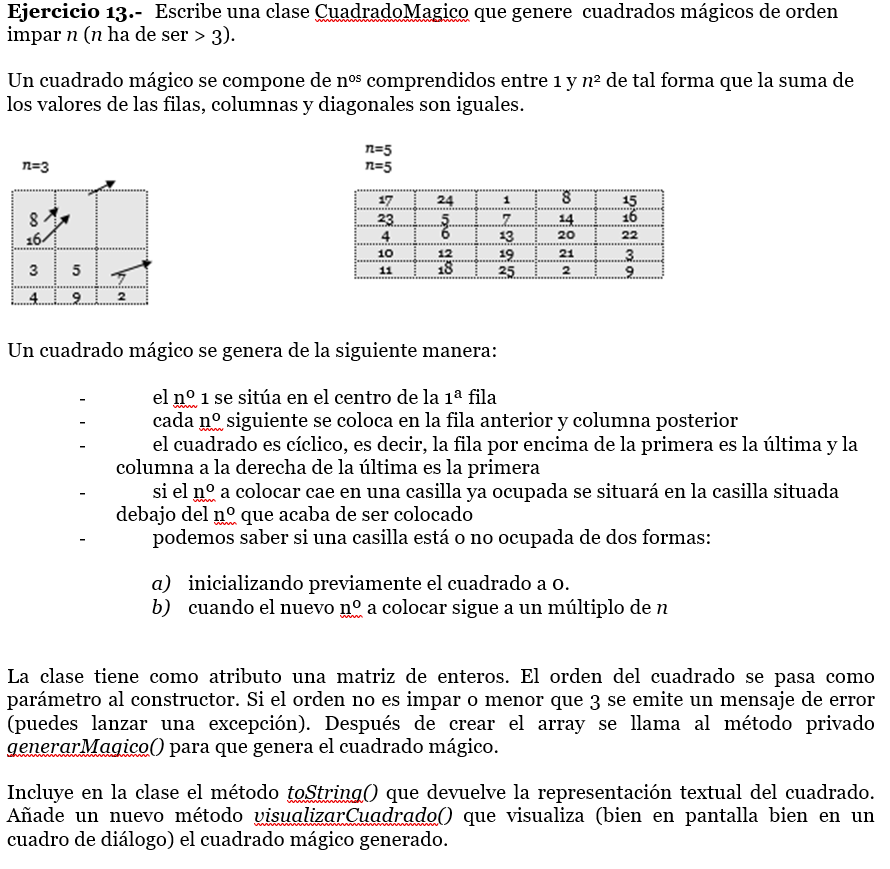 Ejercicio 13.- Escribe una clase CuadradoMagico que genere cuadrados mágicos de orden
impar n (n ha de ser > 3).
Un cuadrado mágico se compone de nos comprendidos entre 1 y n² de tal forma que la suma de
los valores de las filas, columnas y diagonales son iguales.
n=3
8
16
3 5 7
4 9 2
n=5
n=5
17 24 1 8 15
23 5 7 14 16
4 6 13 20 22
10 12 19 21 3
11 18 25 2 9
Un cuadrado mágico se genera de la siguiente manera:
- el nº 1 se sitúa en el centro de la 1ª fila
- cada nº siguiente se coloca en la fila anterior y columna posterior
- el cuadrado es cíclico, es decir, la fila por encima de la primera es la última y la
columna a la derecha de la última es la primera
- si el nº a colocar cae en una casilla ya ocupada se situará en la casilla situada
debajo del nº que acaba de ser colocado
- podemos saber si una casilla está o no ocupada de dos formas:
a) inicializando previamente el cuadrado a 0.
b) cuando el nuevo nº a colocar sigue a un múltiplo de n
La clase tiene como atributo una matriz de enteros. El orden del cuadrado se pasa como
parámetro al constructor. Si el orden no es impar o menor que 3 se emite un mensaje de error
(puedes lanzar una excepción). Después de crear el array se llama al método privado
generarMagico() para que genera el cuadrado mágico.
Incluye en la clase el método toString() que devuelve la representación textual del cuadrado.
Añade un nuevo método visualizarCuadrado() que visualiza (bien en pantalla bien en un
cuadro de diálogo) el cuadrado mágico generado.